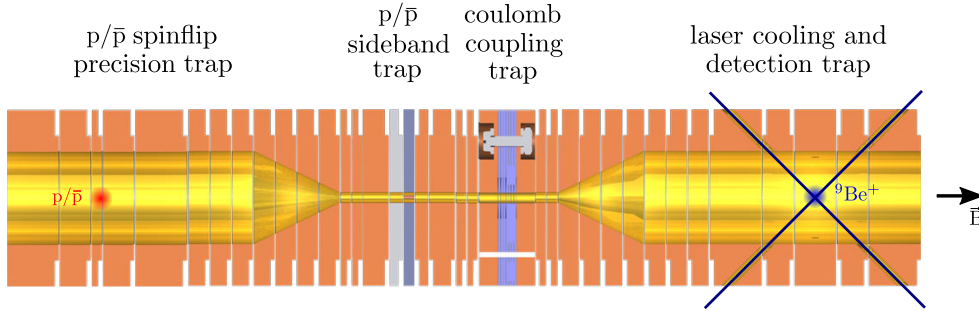 p/p̄ spinflip
precision trap
p/p̄
sideband
trap
coulomb
coupling
trap
laser cooling and
detection trap
p/p̄
⁹Be⁺
B⃗